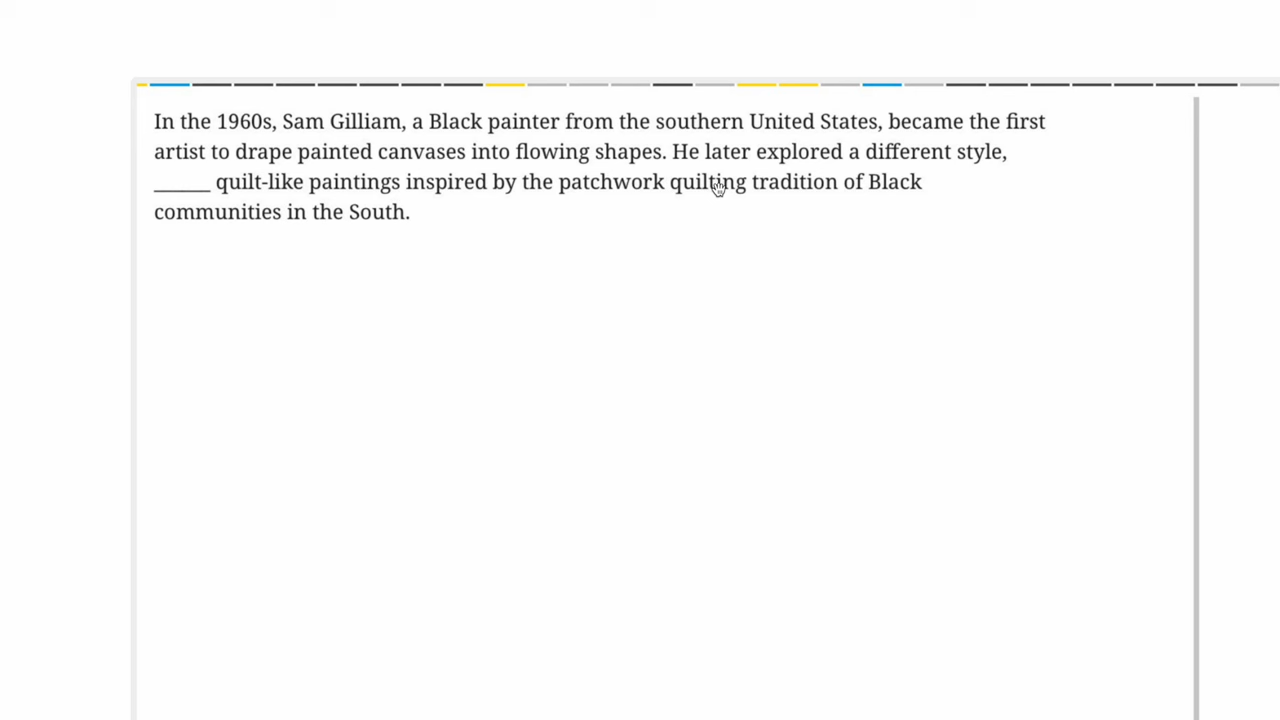 In the 1960s, Sam Gilliam, a Black painter from the southern United States, became the first
artist to drape painted canvases into flowing shapes. He later explored a different style,
______ quilt-like paintings inspired by the patchwork quilting tradition of Black
communities in the South.